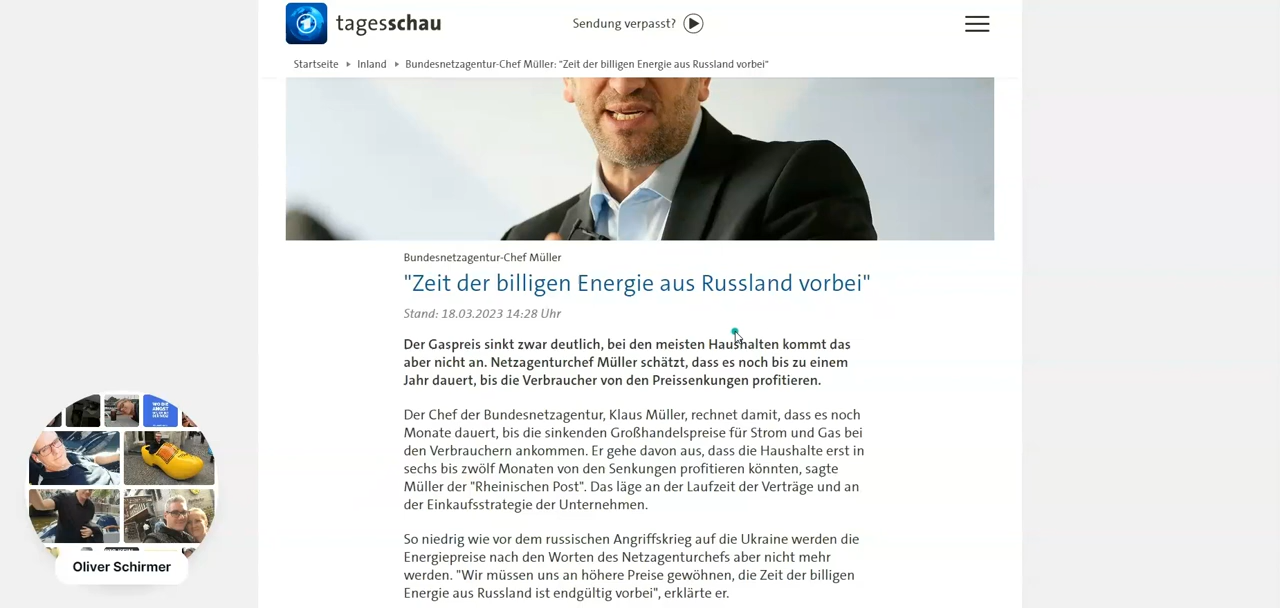 tagesschau
Sendung verpasst?
Startseite
Inland
Bundesnetzagentur-Chef Müller: "Zeit der billigen Energie aus Russland vorbei"
Bundesnetzagentur-Chef Müller
"Zeit der billigen Energie aus Russland vorbei"
Stand: 18.03.2023 14:28 Uhr
Der Gaspreis sinkt zwar deutlich, bei den meisten Haushalten kommt das
aber nicht an. Netzagenturchef Müller schätzt, dass es noch bis zu einem
Jahr dauert, bis die Verbraucher von den Preissenkungen profitieren.
Der Chef der Bundesnetzagentur, Klaus Müller, rechnet damit, dass es noch
Monate dauert, bis die sinkenden Großhandelspreise für Strom und Gas bei
den Verbrauchern ankommen. Er gehe davon aus, dass die Haushalte erst in
sechs bis zwölf Monaten von den Senkungen profitieren könnten, sagte
Müller der "Rheinischen Post". Das läge an der Laufzeit der Verträge und an
der Einkaufsstrategie der Unternehmen.
So niedrig wie vor dem russischen Angriffskrieg auf die Ukraine werden die
Energiepreise nach den Worten des Netzagenturchefs aber nicht mehr
werden. "Wir müssen uns an höhere Preise gewöhnen, die Zeit der billigen
Energie aus Russland ist endgültig vorbei", erklärte er.
Oliver Schirmer